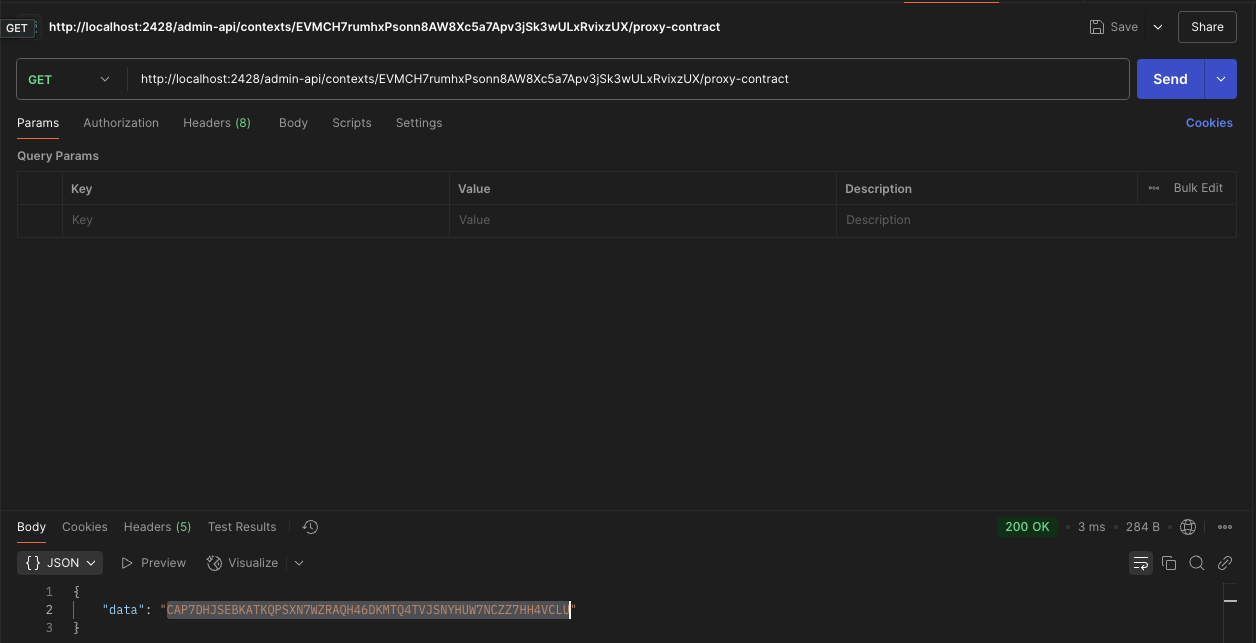 GET http://localhost:2428/admin-api/contexts/EVMCH7rumhxPsonn8AW8Xc5a7Apv3jSk3wULxRvixzUX/proxy-contract Save Share
GET http://localhost:2428/admin-api/contexts/EVMCH7rumhxPsonn8AW8Xc5a7Apv3jSk3wULxRvixzUX/proxy-contract Send
Params Authorization Headers (8) Body Scripts Settings Cookies
Query Params
Key Value Description Bulk Edit
Key Value Description
Body Cookies Headers (5) Test Results 200 OK 3 ms 284 B
{} JSON Preview Visualize
1 {
2 "data": "CAP7DHJSEBKATKQPSXN7WZRAQH46DKMTQ4TVJSNYHUW7NCZZ7HH4VCLU"
3 }